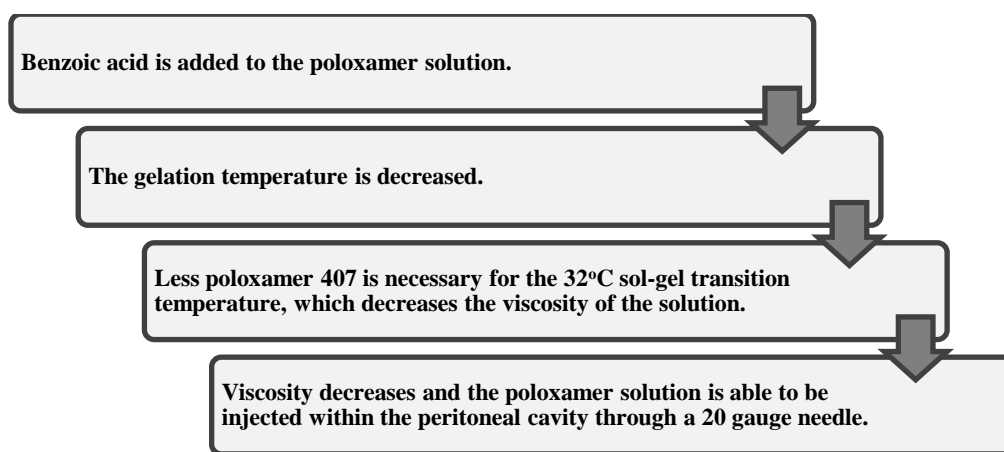 Benzoic acid is added to the poloxamer solution.
The gelation temperature is decreased.
Less poloxamer 407 is necessary for the 32ºC sol-gel transition
temperature, which decreases the viscosity of the solution.
Viscosity decreases and the poloxamer solution is able to be
injected within the peritoneal cavity through a 20 gauge needle.